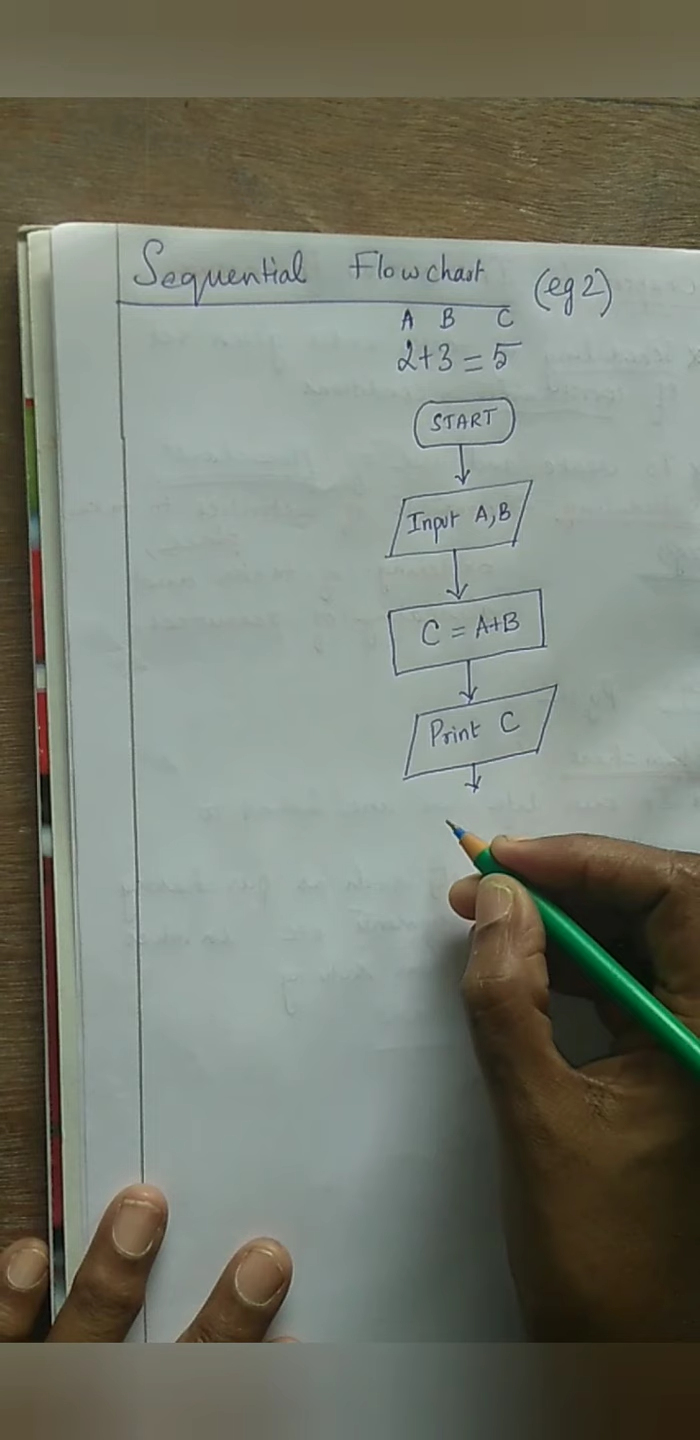 Sequential Flowchart (eg 2)
A B C
2+3=5
START
Input A,B
C = A+B
Print C